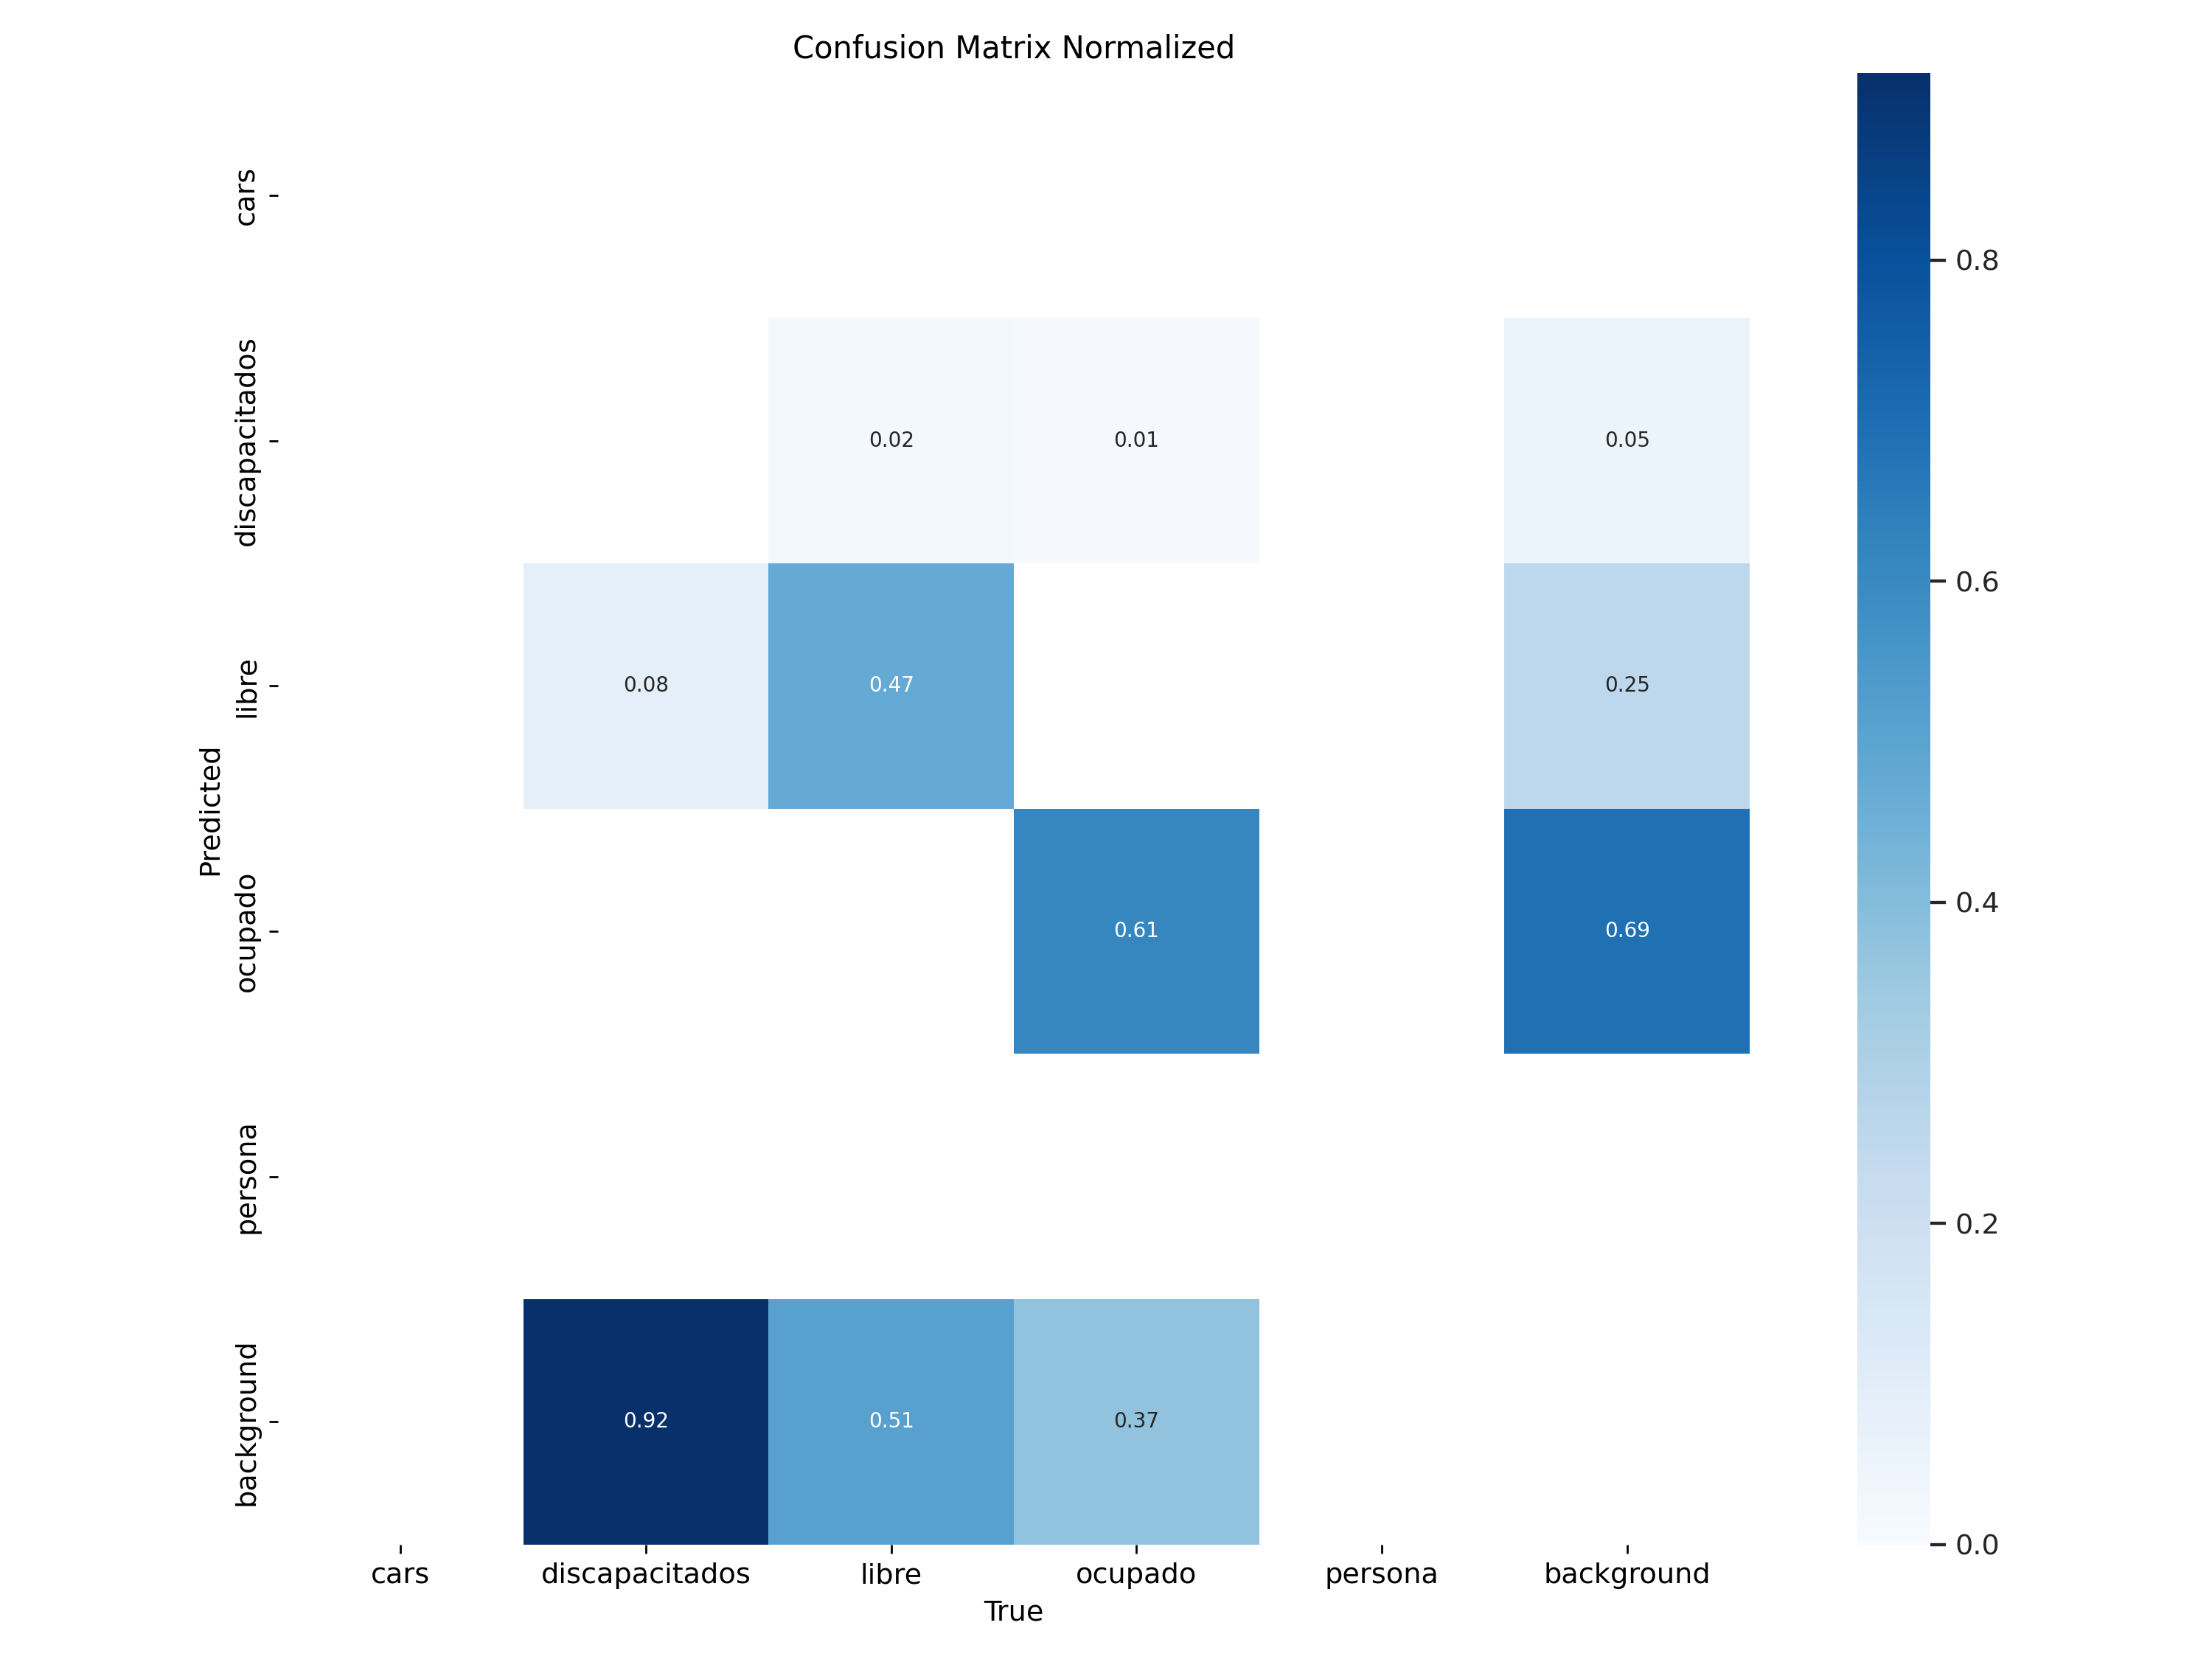 Confusion Matrix Normalized
cars
discapacitados
libre
ocupado
persona
background
Predicted
0.02 0.01 0.05
0.08 0.47 0.25
0.61 0.69
0.92 0.51 0.37
cars discapacitados libre ocupado persona background
True
0.8
0.6
0.4
0.2
0.0